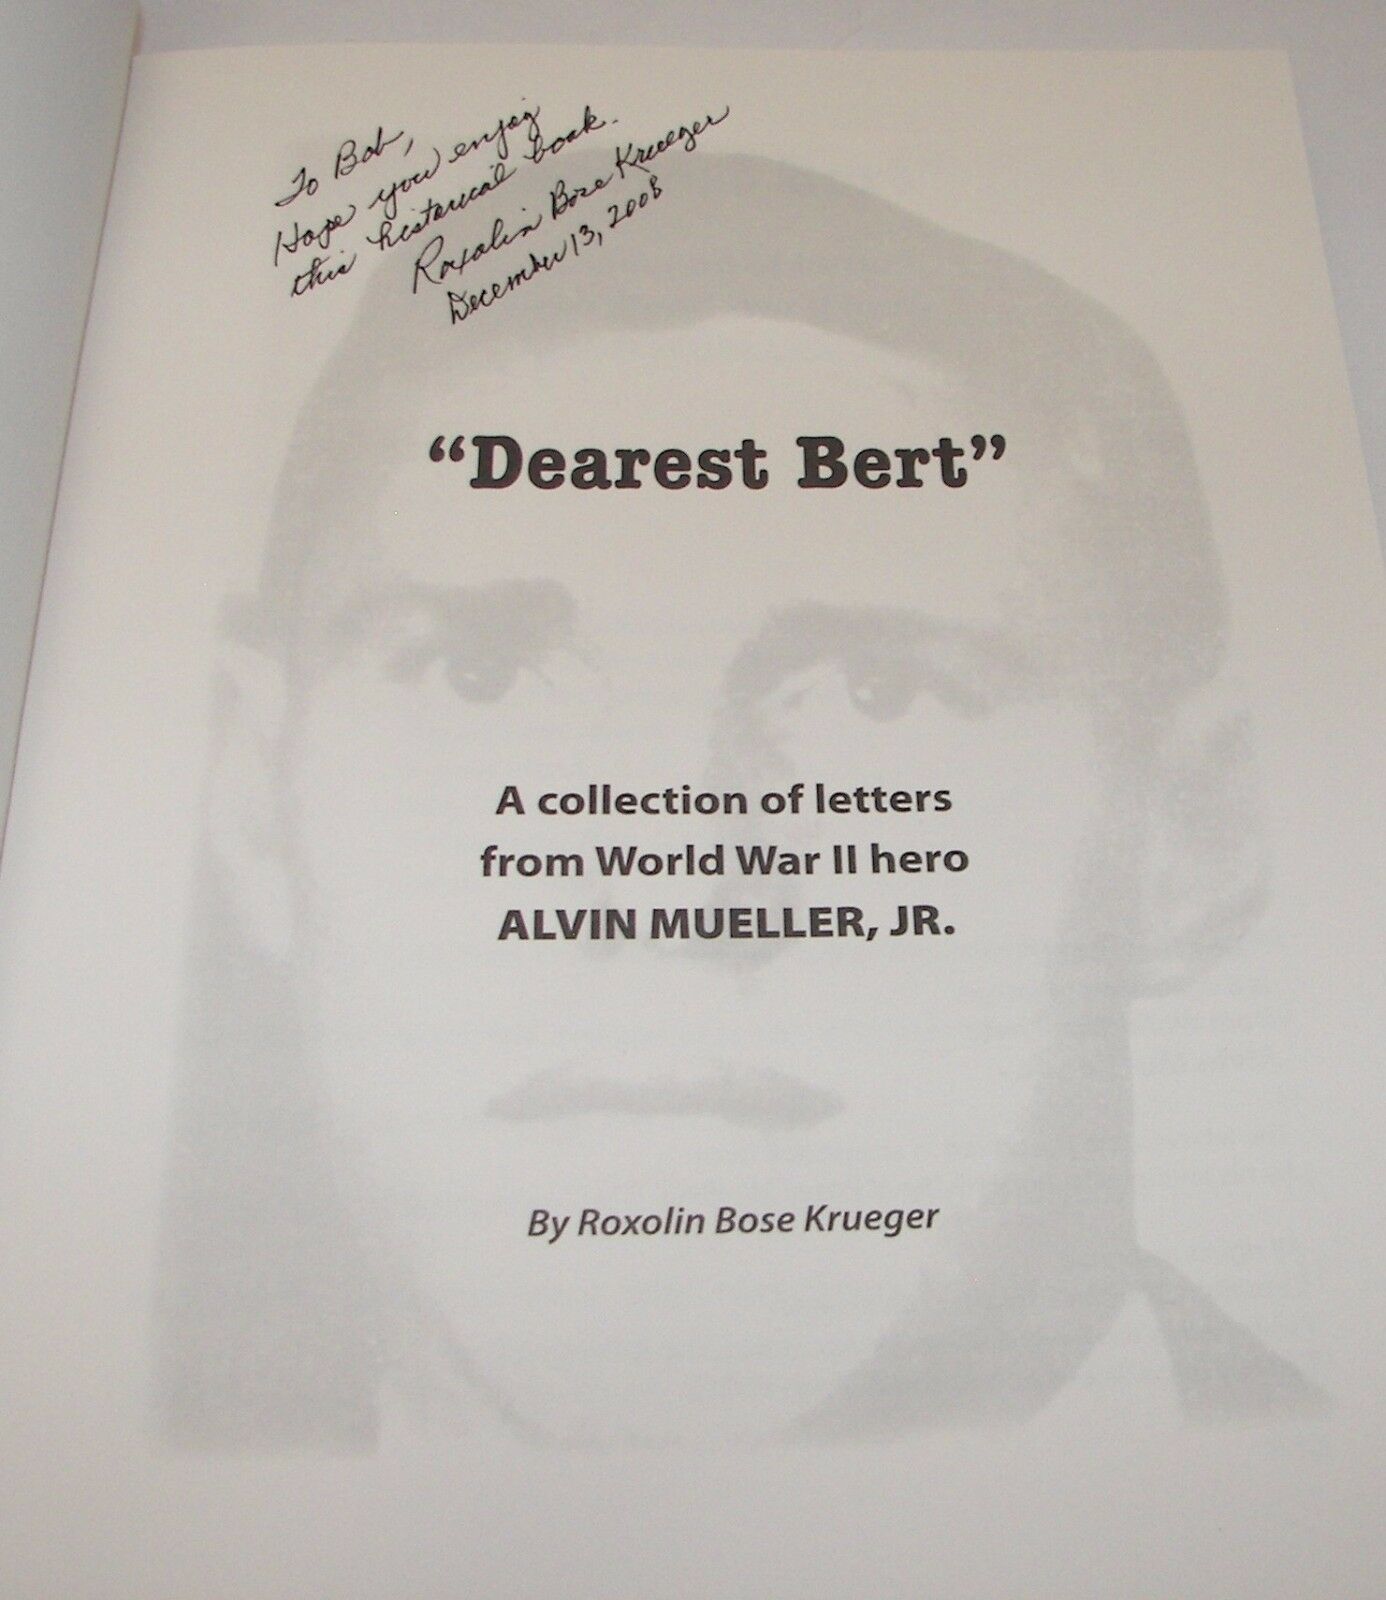 To Bob,
Hope you enjoy
this historical book.
Roxolin Bose Krueger
December 13, 2008
“Dearest Bert”
A collection of letters
from World War II hero
ALVIN MUELLER, JR.
By Roxolin Bose Krueger